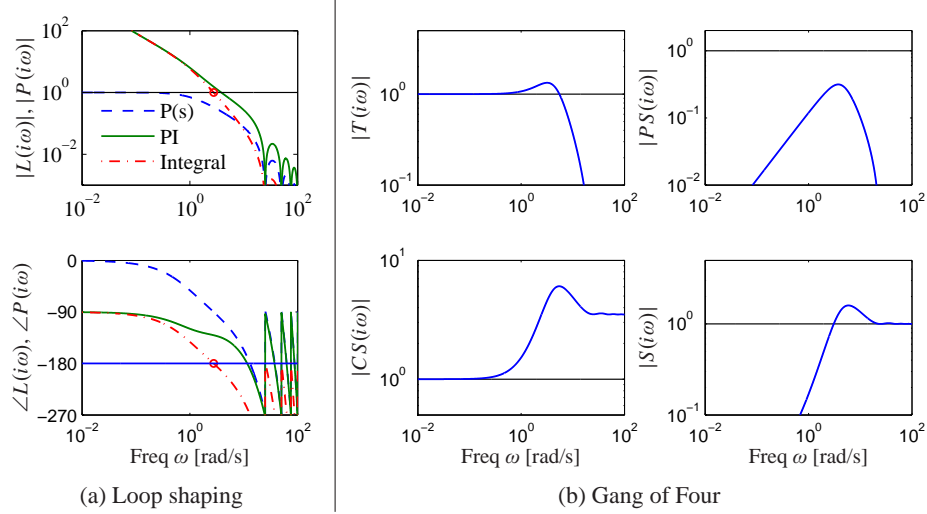 |L(iω)|, |P(iω)|
10^2
10^0
10^-2
P(s)
PI
Integral
10^-2
10^0
10^2
∠L(iω), ∠P(iω)
0
−90
−180
−270
10^-2
10^0
10^2
Freq ω [rad/s]
(a) Loop shaping
|T(iω)|
10^0
10^-1
10^-2
10^0
10^2
|PS(iω)|
10^0
10^-1
10^-2
10^-2
10^0
10^2
|CS(iω)|
10^1
10^0
10^-2
10^0
10^2
Freq ω [rad/s]
|S(iω)|
10^0
10^-1
10^-2
10^0
10^2
Freq ω [rad/s]
(b) Gang of Four